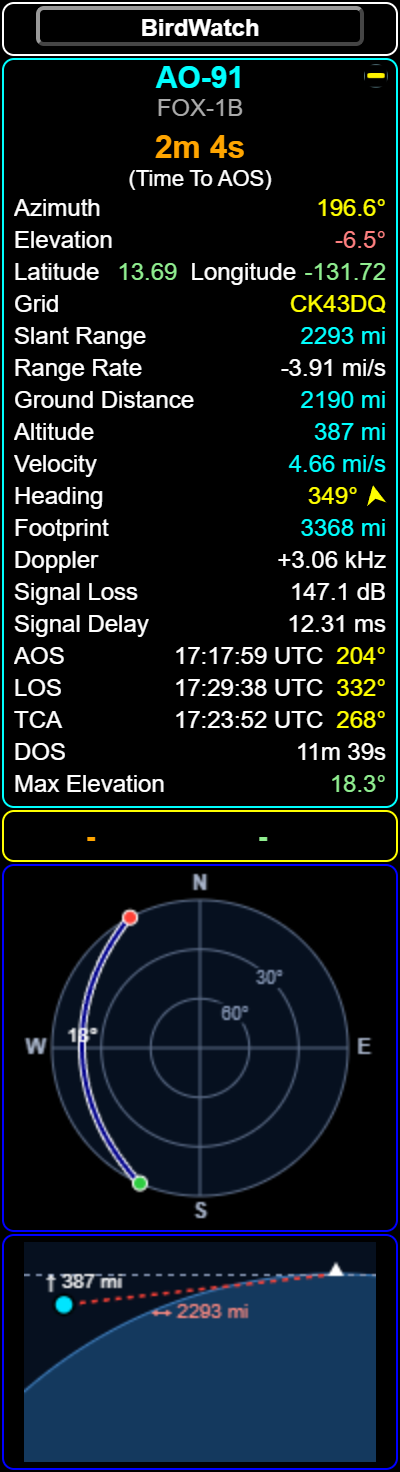 BirdWatch
AO-91
FOX-1B
2m 4s
(Time To AOS)
Azimuth 196.6°
Elevation -6.5°
Latitude 13.69 Longitude -131.72
Grid CK43DQ
Slant Range 2293 mi
Range Rate -3.91 mi/s
Ground Distance 2190 mi
Altitude 387 mi
Velocity 4.66 mi/s
Heading 349°
Footprint 3368 mi
Doppler +3.06 kHz
Signal Loss 147.1 dB
Signal Delay 12.31 ms
AOS 17:17:59 UTC 204°
LOS 17:29:38 UTC 332°
TCA 17:23:52 UTC 268°
DOS 11m 39s
Max Elevation 18.3°
- -
N
30°
60°
W 18° E
S
↑ 387 mi
↔ 2293 mi